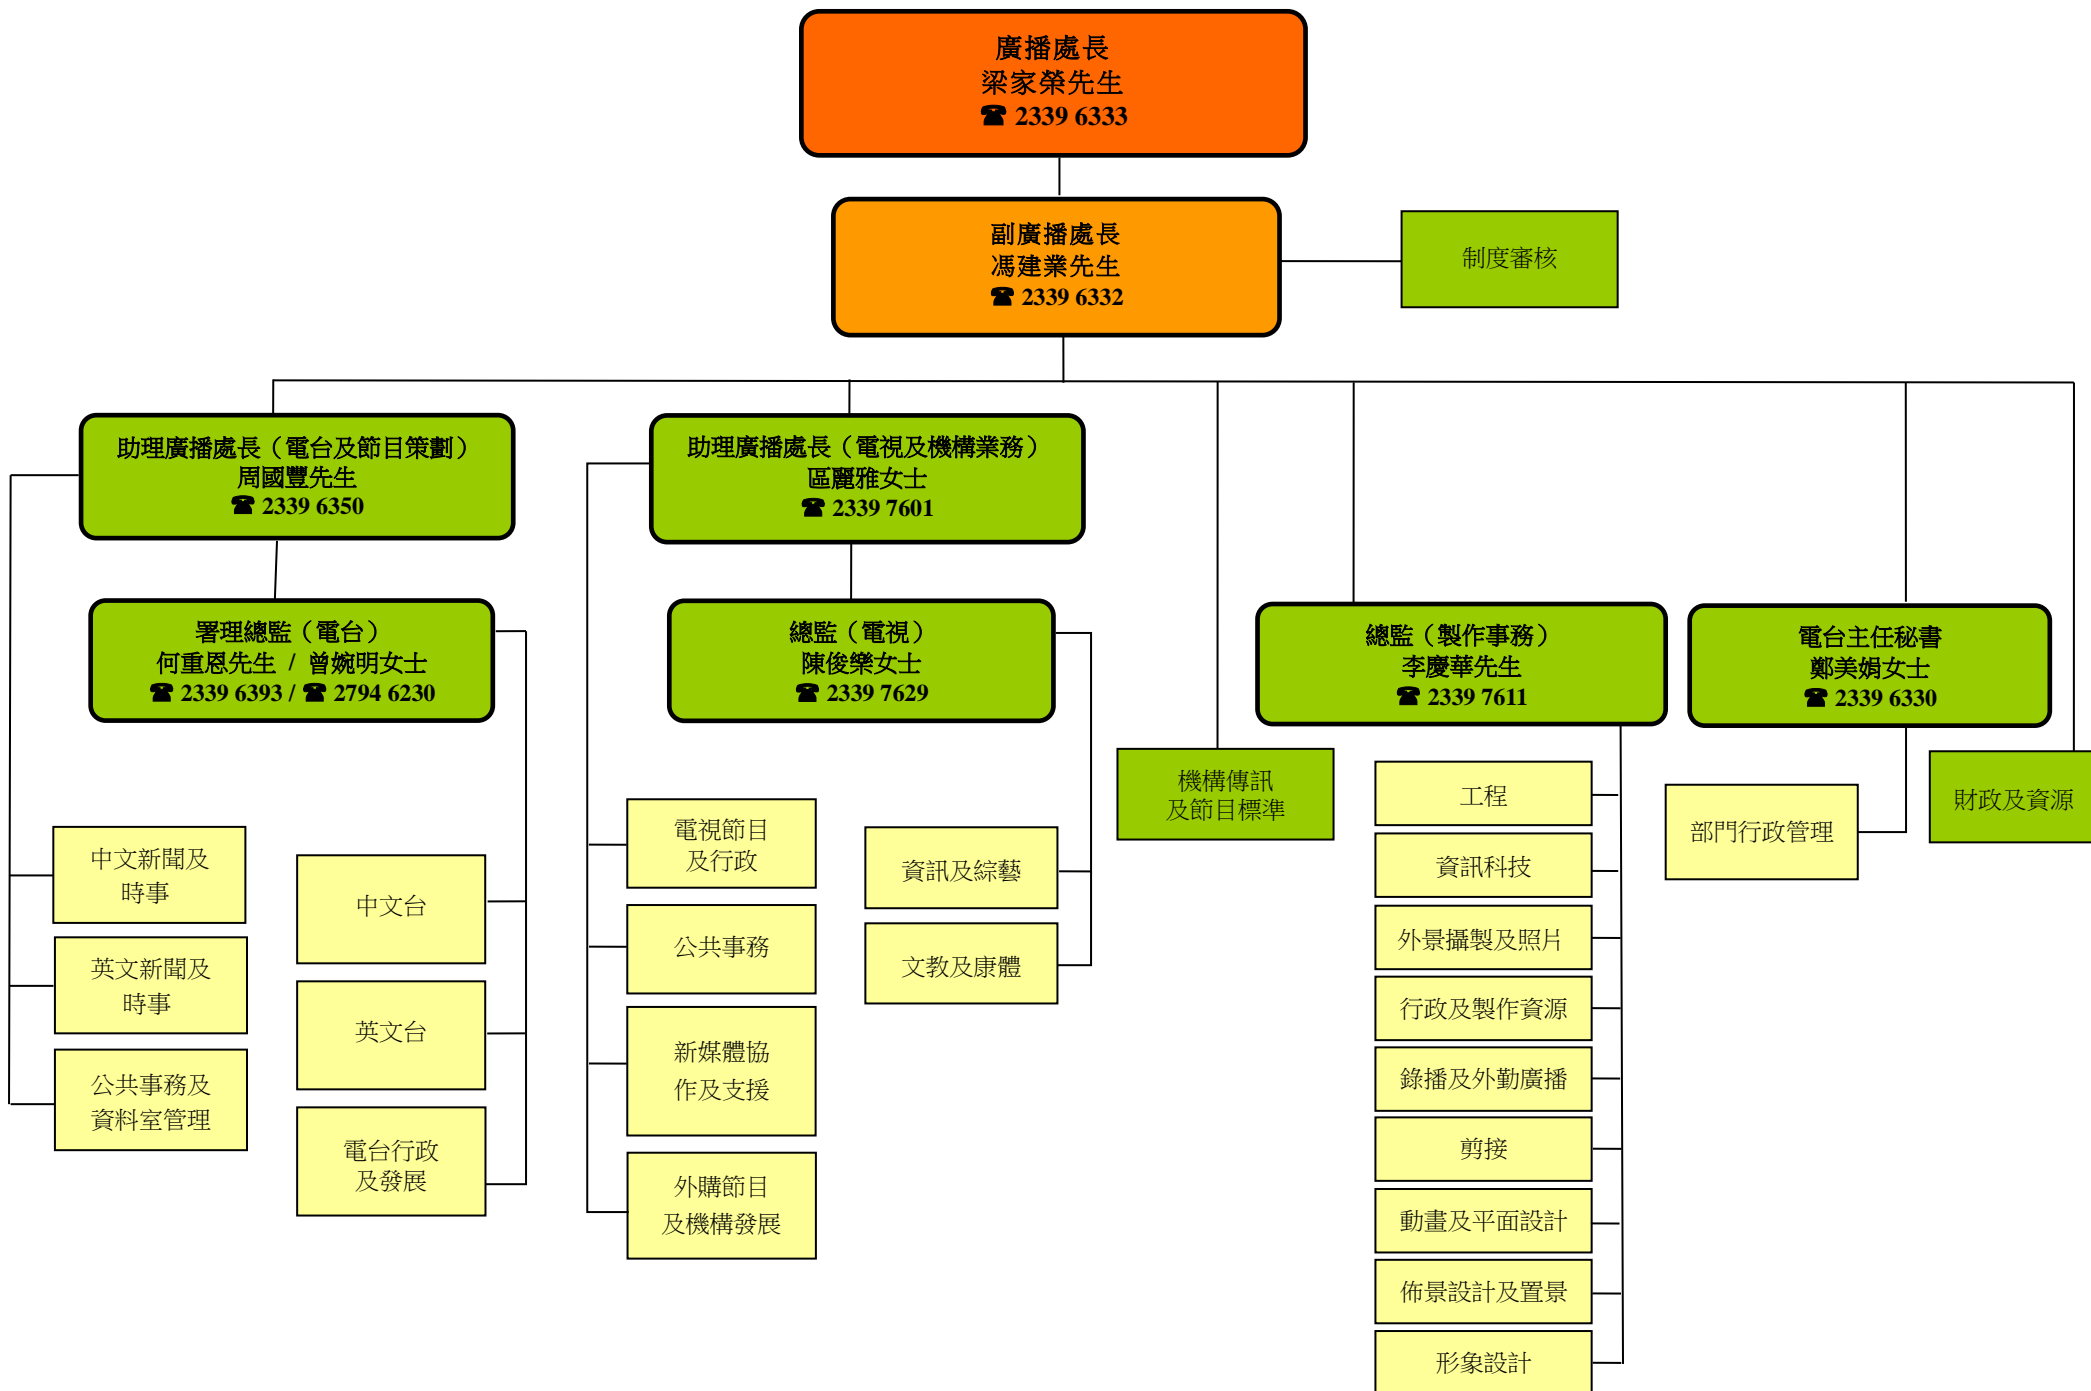 廣播處長
梁家榮先生
☎ 2339 6333
副廣播處長
馮建業先生
☎ 2339 6332
制度審核
助理廣播處長（電台及節目策劃）
周國豐先生
☎ 2339 6350
助理廣播處長（電視及機構業務）
區麗雅女士
☎ 2339 7601
署理總監（電台）
何重恩先生 / 曾婉明女士
☎ 2339 6393 / ☎ 2794 6230
總監（電視）
陳俊樂女士
☎ 2339 7629
總監（製作事務）
李慶華先生
☎ 2339 7611
電台主任秘書
鄭美娟女士
☎ 2339 6330
中文新聞及
時事
英文新聞及
時事
公共事務及
資料室管理
中文台
英文台
電台行政
及發展
電視節目
及行政
公共事務
新媒體協
作及支援
外購節目
及機構發展
資訊及綜藝
文教及康體
機構傳訊
及節目標準
工程
資訊科技
外景攝製及照片
行政及製作資源
錄播及外勤廣播
剪接
動畫及平面設計
佈景設計及置景
形象設計
部門行政管理
財政及資源